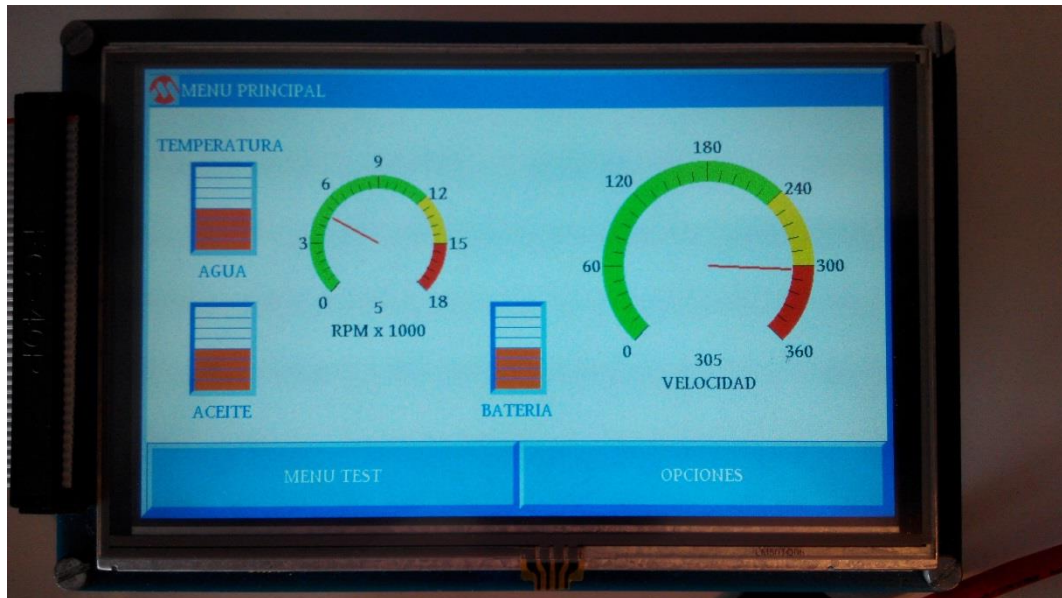 MENU PRINCIPAL
TEMPERATURA
AGUA
ACEITE
0
3
6
9
12
15
18
5
RPM x 1000
BATERIA
0
60
120
180
240
300
360
305
VELOCIDAD
MENU TEST
OPCIONES